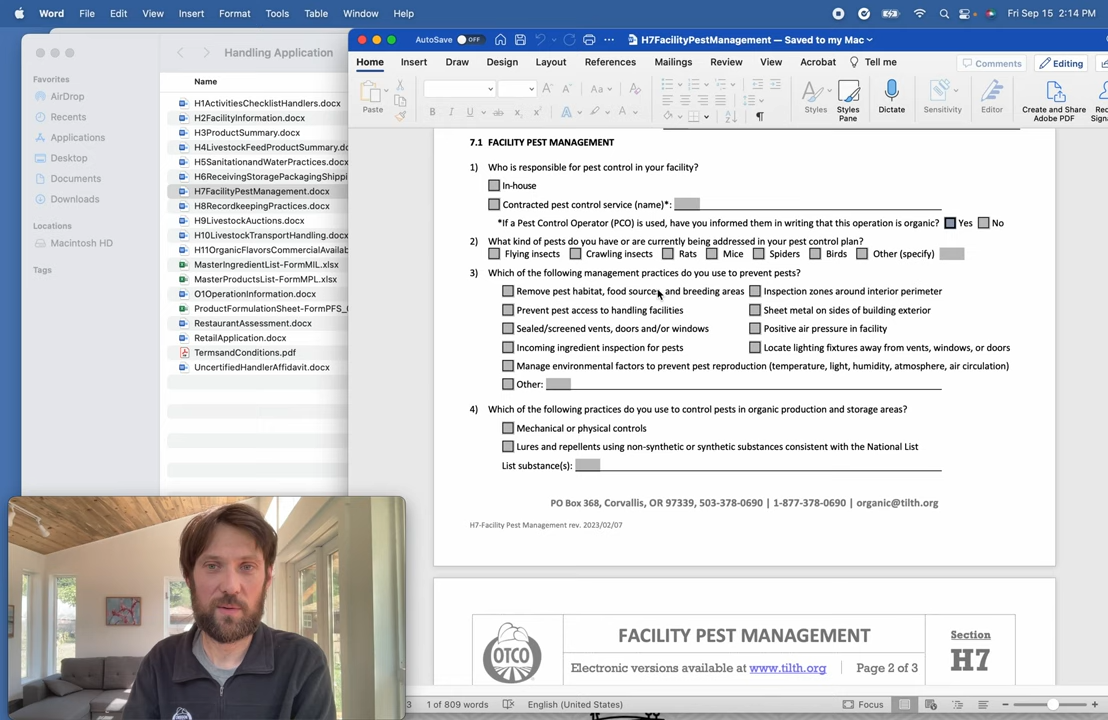 Word File Edit View Insert Format Tools Table Window Help Fri Sep 15 2:14 PM
AutoSave OFF H7FacilityPestManagement — Saved to my Mac
Home Insert Draw Design Layout References Mailings Review View Acrobat Tell me Comments Editing
Paste Aa Styles Styles Pane Dictate Sensitivity Editor Create and Share Adobe PDF
Handling Application
Favorites
AirDrop
Recents
Applications
Desktop
Documents
Downloads
Locations
Macintosh HD
Tags
Name
H1ActivitiesChecklistHandlers.docx
H2FacilityInformation.docx
H3ProductSummary.docx
H4LivestockFeedProductSummary.do
H5SanitationandWaterPractices.docx
H6ReceivingStoragePackagingShippi
H7FacilityPestManagement.docx
H8RecordkeepingPractices.docx
H9LivestockAuctions.docx
H10LivestockTransportHandling.docx
H11OrganicFlavorsCommercialAvailab
MasterIngredientList-FormMIL.xlsx
MasterProductsList-FormMPL.xlsx
O1OperationInformation.docx
ProductFormulationSheet-FormPFS_
RestaurantAssessment.docx
RetailApplication.docx
TermsandConditions.pdf
UncertifiedHandlerAffidavit.docx
7.1 FACILITY PEST MANAGEMENT
1) Who is responsible for pest control in your facility?
In-house
Contracted pest control service (name)*:
*If a Pest Control Operator (PCO) is used, have you informed them in writing that this operation is organic? Yes No
2) What kind of pests do you have or are currently being addressed in your pest control plan?
Flying insects Crawling insects Rats Mice Spiders Birds Other (specify)
3) Which of the following management practices do you use to prevent pests?
Remove pest habitat, food sources and breeding areas Inspection zones around interior perimeter
Prevent pest access to handling facilities Sheet metal on sides of building exterior
Sealed/screened vents, doors and/or windows Positive air pressure in facility
Incoming ingredient inspection for pests Locate lighting fixtures away from vents, windows, or doors
Manage environmental factors to prevent pest reproduction (temperature, light, humidity, atmosphere, air circulation)
Other:
4) Which of the following practices do you use to control pests in organic production and storage areas?
Mechanical or physical controls
Lures and repellents using non-synthetic or synthetic substances consistent with the National List
List substance(s):
PO Box 368, Corvallis, OR 97339, 503-378-0690 | 1-877-378-0690 | organic@tilth.org
H7-Facility Pest Management rev. 2023/02/07
OTCO
FACILITY PEST MANAGEMENT
Electronic versions available at www.tilth.org Page 2 of 3
Section
H7
3 1 of 809 words English (United States) Focus
OTCO